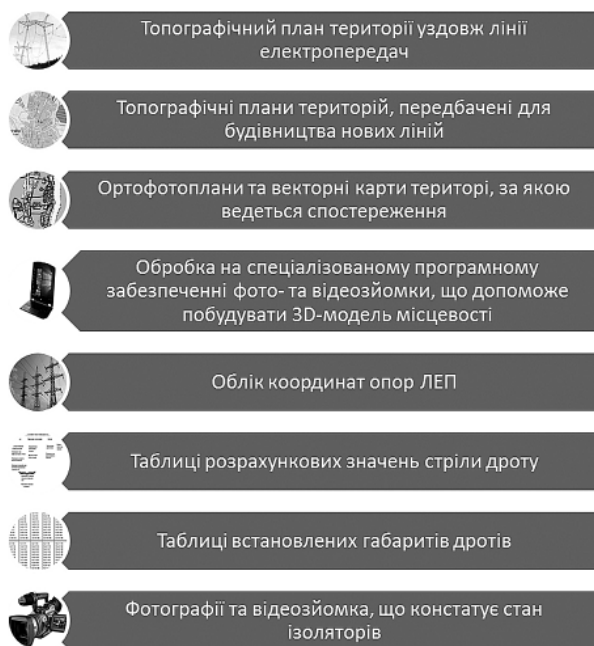 Топографічний план території уздовж лінії
електропередач
Топографічні плани територій, передбачені для
будівництва нових ліній
Ортофотоплани та векторні карти територі, за якою
ведеться спостереження
Обробка на спеціалізованому програмному
забезпеченні фото- та відеозйомки, що допоможе
побудувати 3D-модель місцевості
Облік координат опор ЛЕП
Таблиці розрахункових значень стріли дроту
Таблиці встановлених габаритів дротів
Фотографії та відеозйомка, що констатує стан
ізоляторів